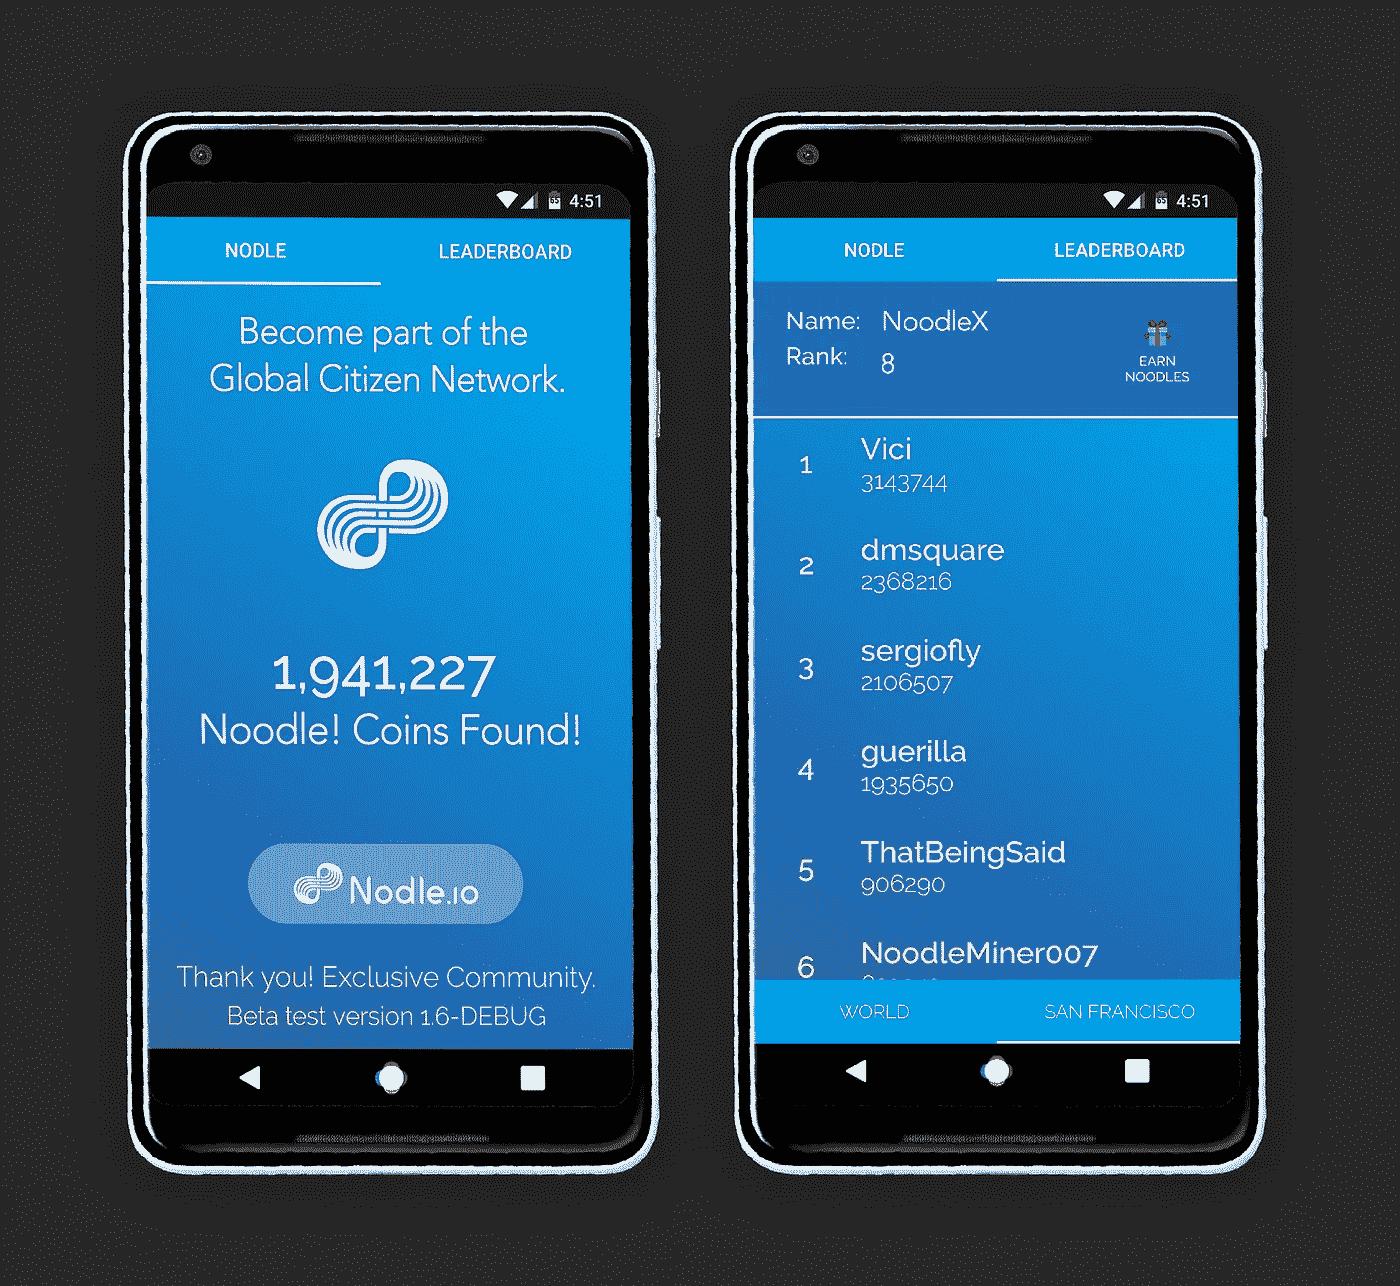 4:51
NODLE
LEADERBOARD
Become part of the
Global Citizen Network.
1,941,227
Noodle! Coins Found!
Nodle.io
Thank you! Exclusive Community.
Beta test version 1.6-DEBUG
4:51
NODLE
LEADERBOARD
Name: NoodleX
Rank: 8
EARN
NOODLES
1
Vici
3143744
2
dmsquare
2368216
3
sergiofly
2106507
4
guerilla
1935650
5
ThatBeingSaid
906290
6
NoodleMiner007
WORLD
SAN FRANCISCO